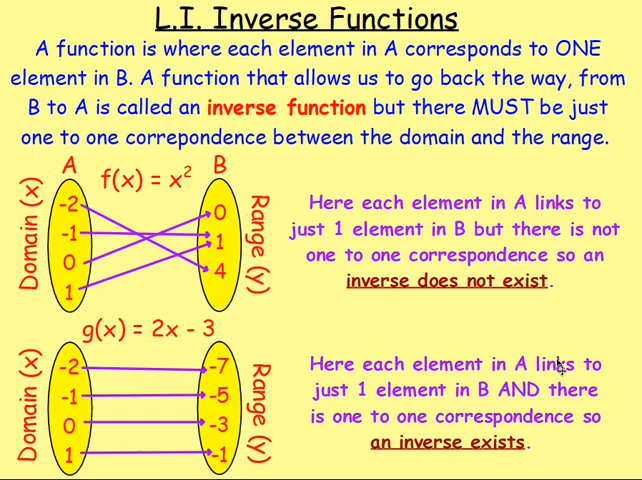 L.I. Inverse Functions
A function is where each element in A corresponds to ONE
element in B. A function that allows us to go back the way, from
B to A is called an inverse function but there MUST be just
one to one correpondence between the domain and the range.
A
f(x) = x²
B
Domain (x)
-2
-1
0
1
0
1
4
Range (y)
Here each element in A links to
just 1 element in B but there is not
one to one correspondence so an
inverse does not exist.
g(x) = 2x - 3
Domain (x)
-2
-1
0
1
-7
-5
-3
-1
Range (y)
Here each element in A links to
just 1 element in B AND there
is one to one correspondence so
an inverse exists.